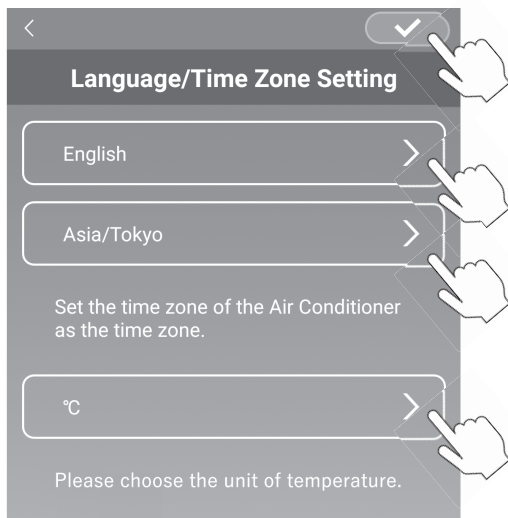 Language/Time Zone Setting
English
Asia/Tokyo
Set the time zone of the Air Conditioner
as the time zone.
℃
Please choose the unit of temperature.